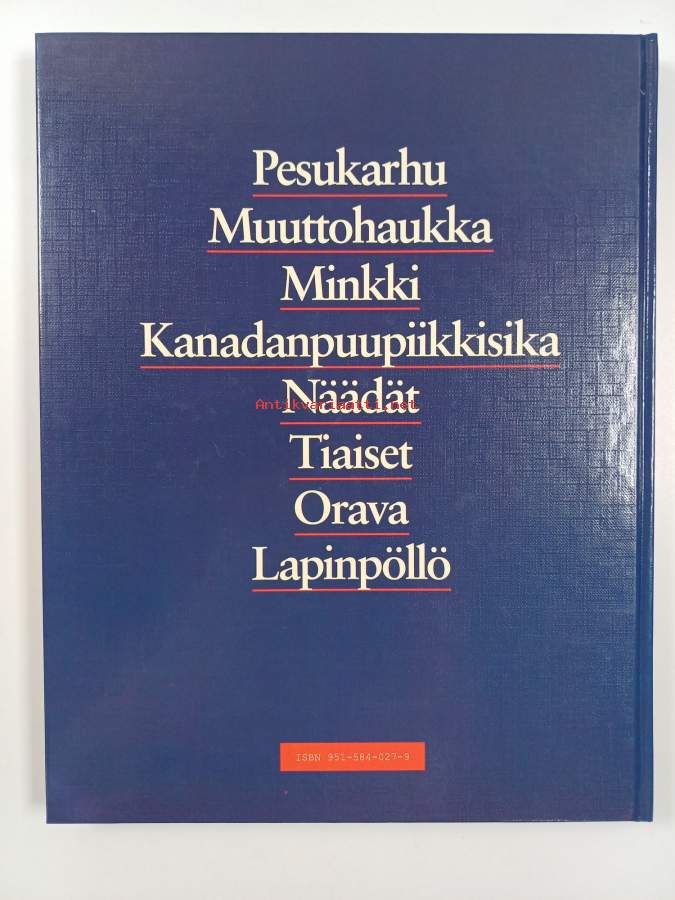 Pesukarhu
Muuttohaukka
Minkki
Kanadanpuupiikkisika
Näädät
Antikvariaatti.net
Tiaiset
Orava
Lapinpöllö
ISBN 951-584-027-9